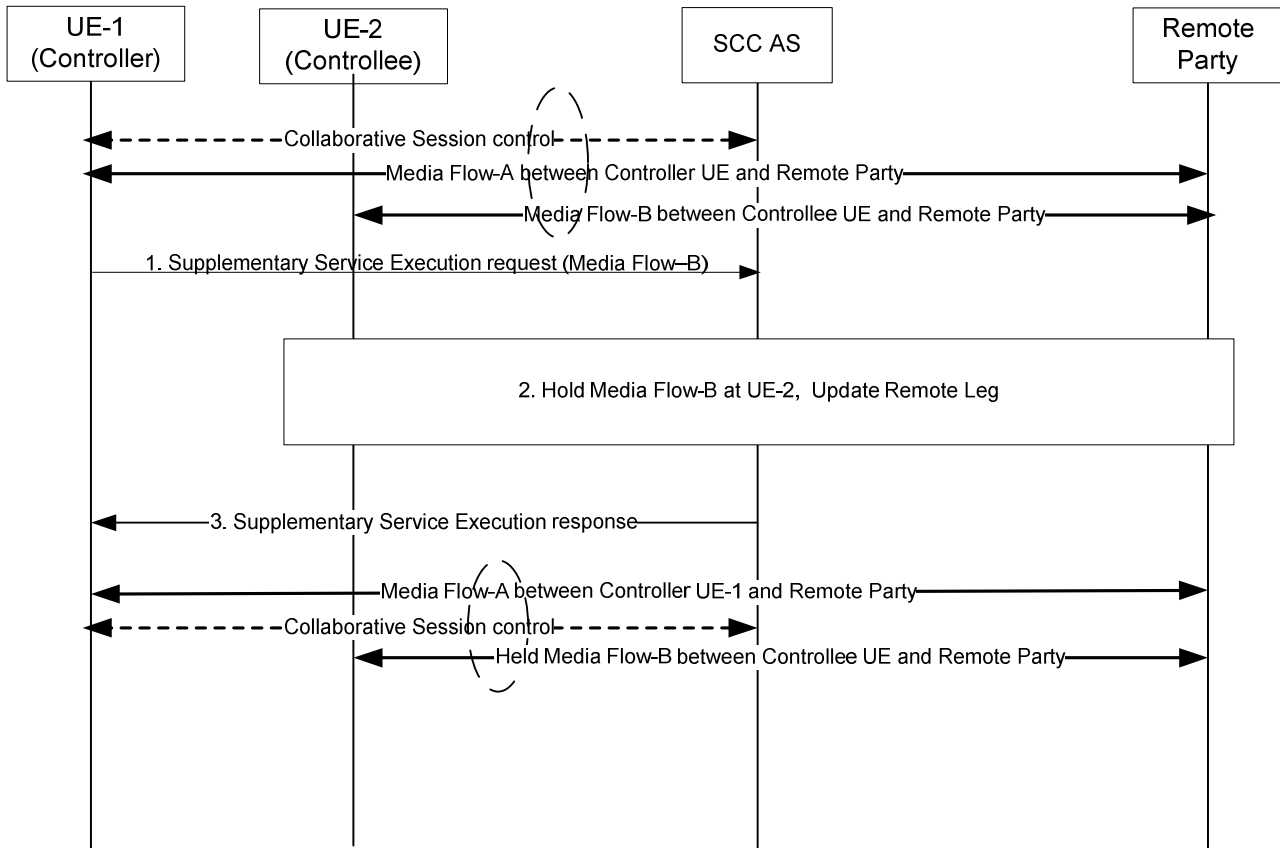 UE-1
(Controller)
UE-2
(Controllee)
SCC AS
Remote
Party
Collaborative Session control
Media Flow-A between Controller UE and Remote Party
Media Flow-B between Controllee UE and Remote Party
1. Supplementary Service Execution request (Media Flow–B)
2. Hold Media Flow-B at UE-2, Update Remote Leg
3. Supplementary Service Execution response
Media Flow-A between Controller UE-1 and Remote Party
Collaborative Session control
Held Media Flow-B between Controllee UE and Remote Party